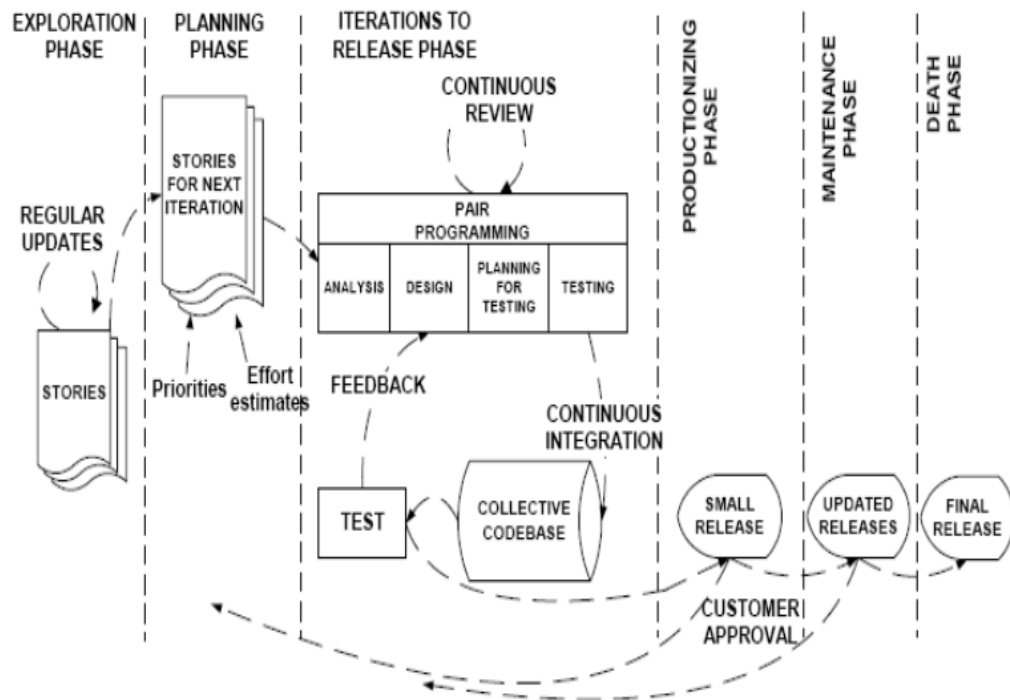 EXPLORATION
PHASE
PLANNING
PHASE
ITERATIONS TO
RELEASE PHASE
PRODUCTIONIZING
PHASE
MAINTENANCE
PHASE
DEATH
PHASE
CONTINUOUS
REVIEW
STORIES
FOR NEXT
ITERATION
REGULAR
UPDATES
PAIR
PROGRAMMING
ANALYSIS
DESIGN
PLANNING
FOR
TESTING
TESTING
STORIES
Priorities
Effort
estimates
FEEDBACK
CONTINUOUS
INTEGRATION
TEST
COLLECTIVE
CODEBASE
SMALL
RELEASE
UPDATED
RELEASES
FINAL
RELEASE
CUSTOMER
APPROVAL